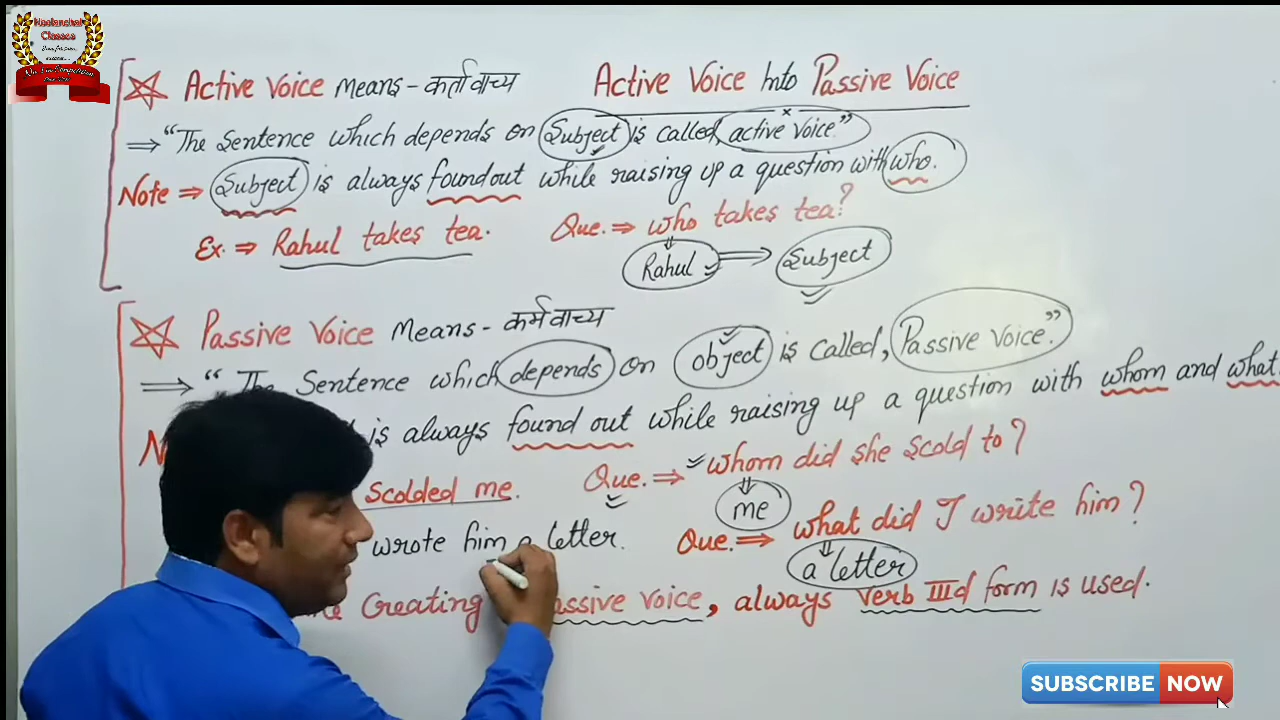 Neelanchal
Classes
Active Voice Means - कर्तावाच्य
Active Voice Into Passive Voice
⇒ "The Sentence which depends on Subject is called, active Voice."
Note ⇒ Subject is always found out while raising up a question with who.
Ex. ⇒ Rahul takes tea. Que. ⇒ who takes tea?
Rahul ⇒ Subject
Passive Voice Means - कर्मवाच्य
⇒ "The Sentence which depends on object is called, Passive Voice."
is always found out while raising up a question with whom and what.
Scolded me. Que. ⇒ whom did she Scold to?
me
wrote him a letter. Que. ⇒ what did I write him?
a letter
Creating Passive voice, always verb IIId form is used.
SUBSCRIBE NOW